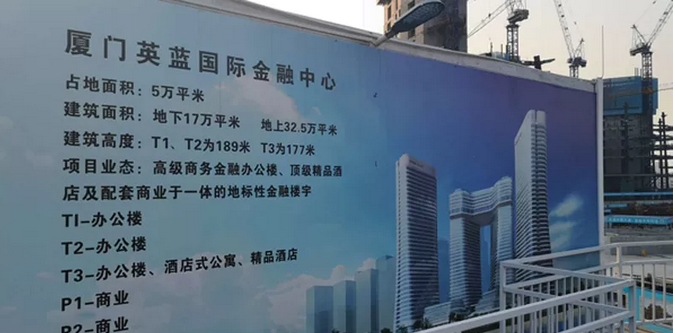 厦门英蓝国际金融中心
占地面积：5万平米
建筑面积：地下17万平米 地上32.5万平米
建筑高度：T1、T2为189米 T3为177米
项目业态：高级商务金融办公楼、顶级精品酒
店及配套商业于一体的地标性金融楼宇
T1-办公楼
T2-办公楼
T3-办公楼、酒店式公寓、精品酒店
P1-商业
P2-商业